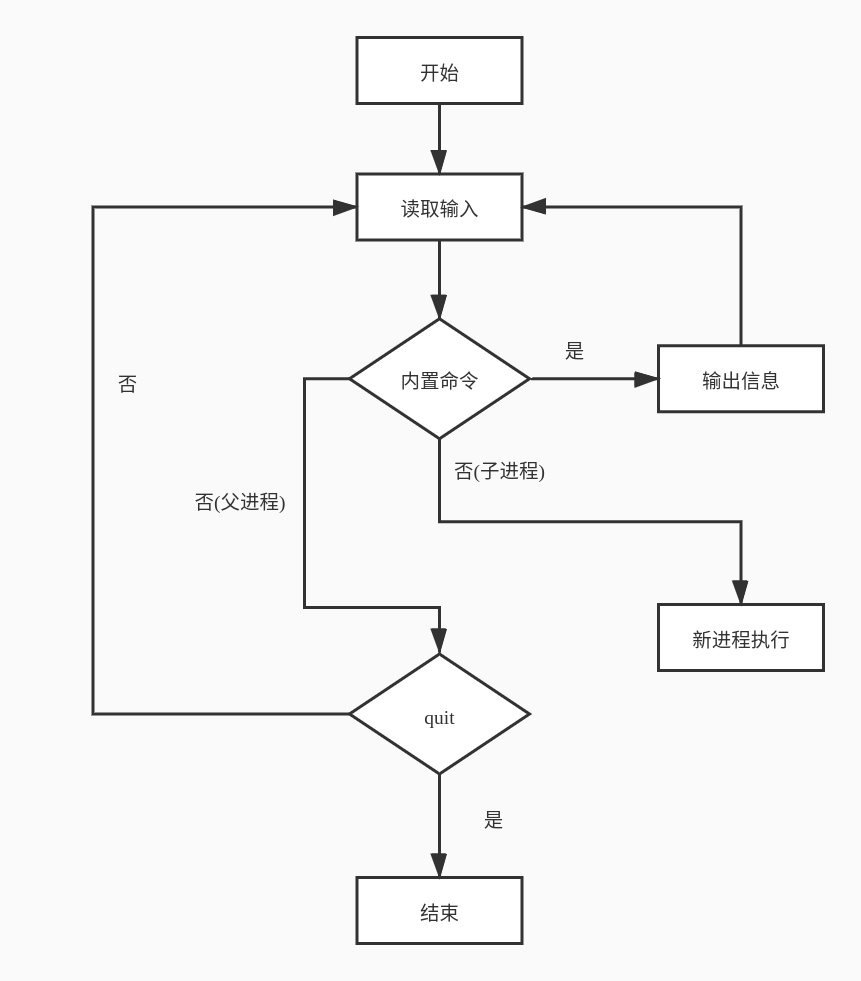 开始
读取输入
是
否
内置命令
输出信息
否(子进程)
否(父进程)
新进程执行
quit
是
结束